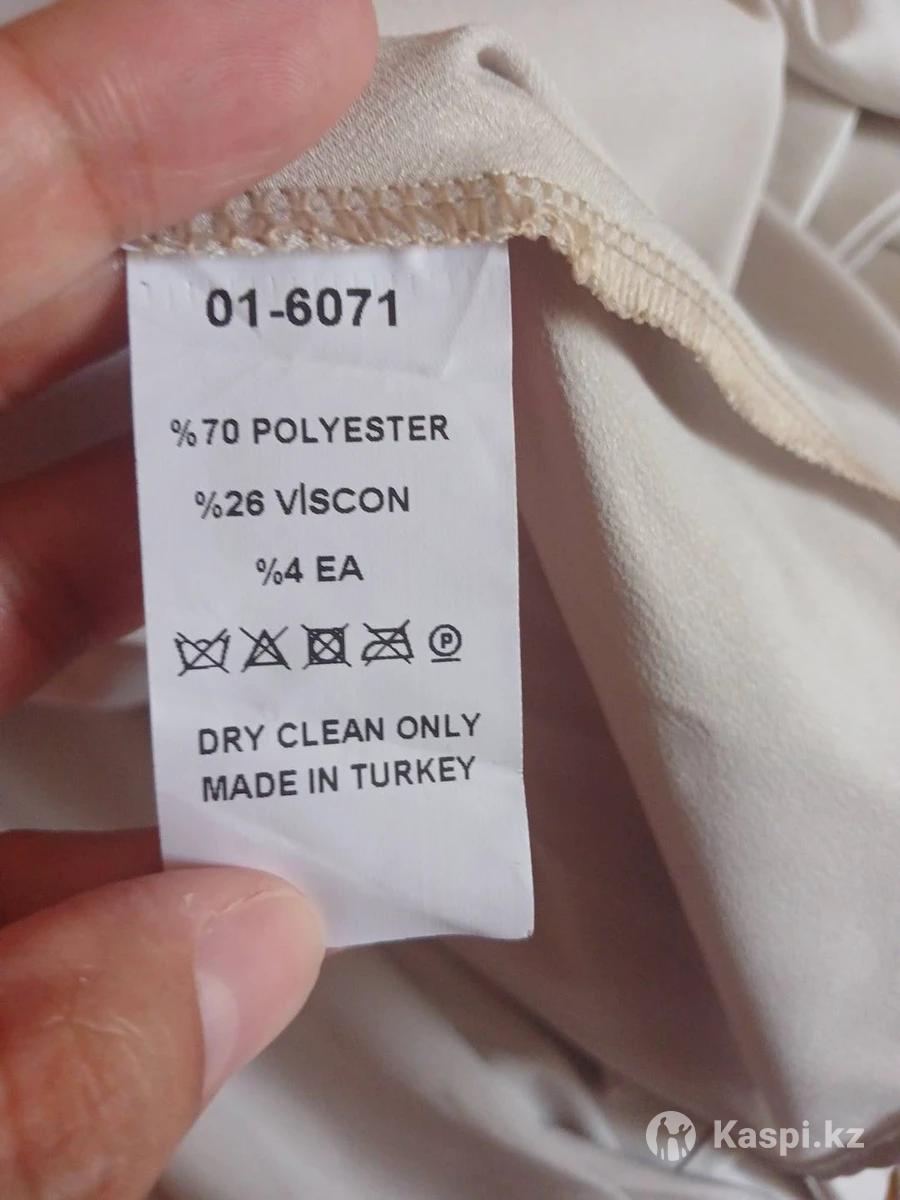 01-6071
%70 POLYESTER
%26 VİSCON
%4 EA
P
DRY CLEAN ONLY
MADE IN TURKEY
Kaspi.kz